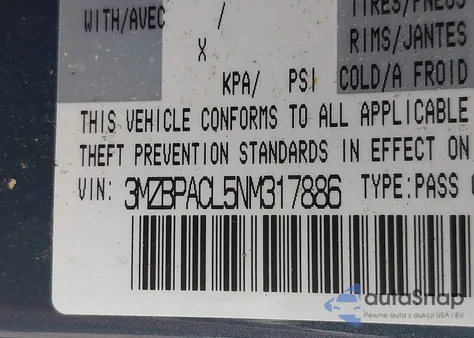 TIRES/PNEUS
WITH/AVEC /
X RIMS/JANTES
KPA/ PSI COLD/A FROID
THIS VEHICLE CONFORMS TO ALL APPLICABLE
THEFT PREVENTION STANDARDS IN EFFECT ON
VIN: 3MZBPACL5NM317886 TYPE:PASS
autoSnap
Pewne auta z aukcji USA i EU